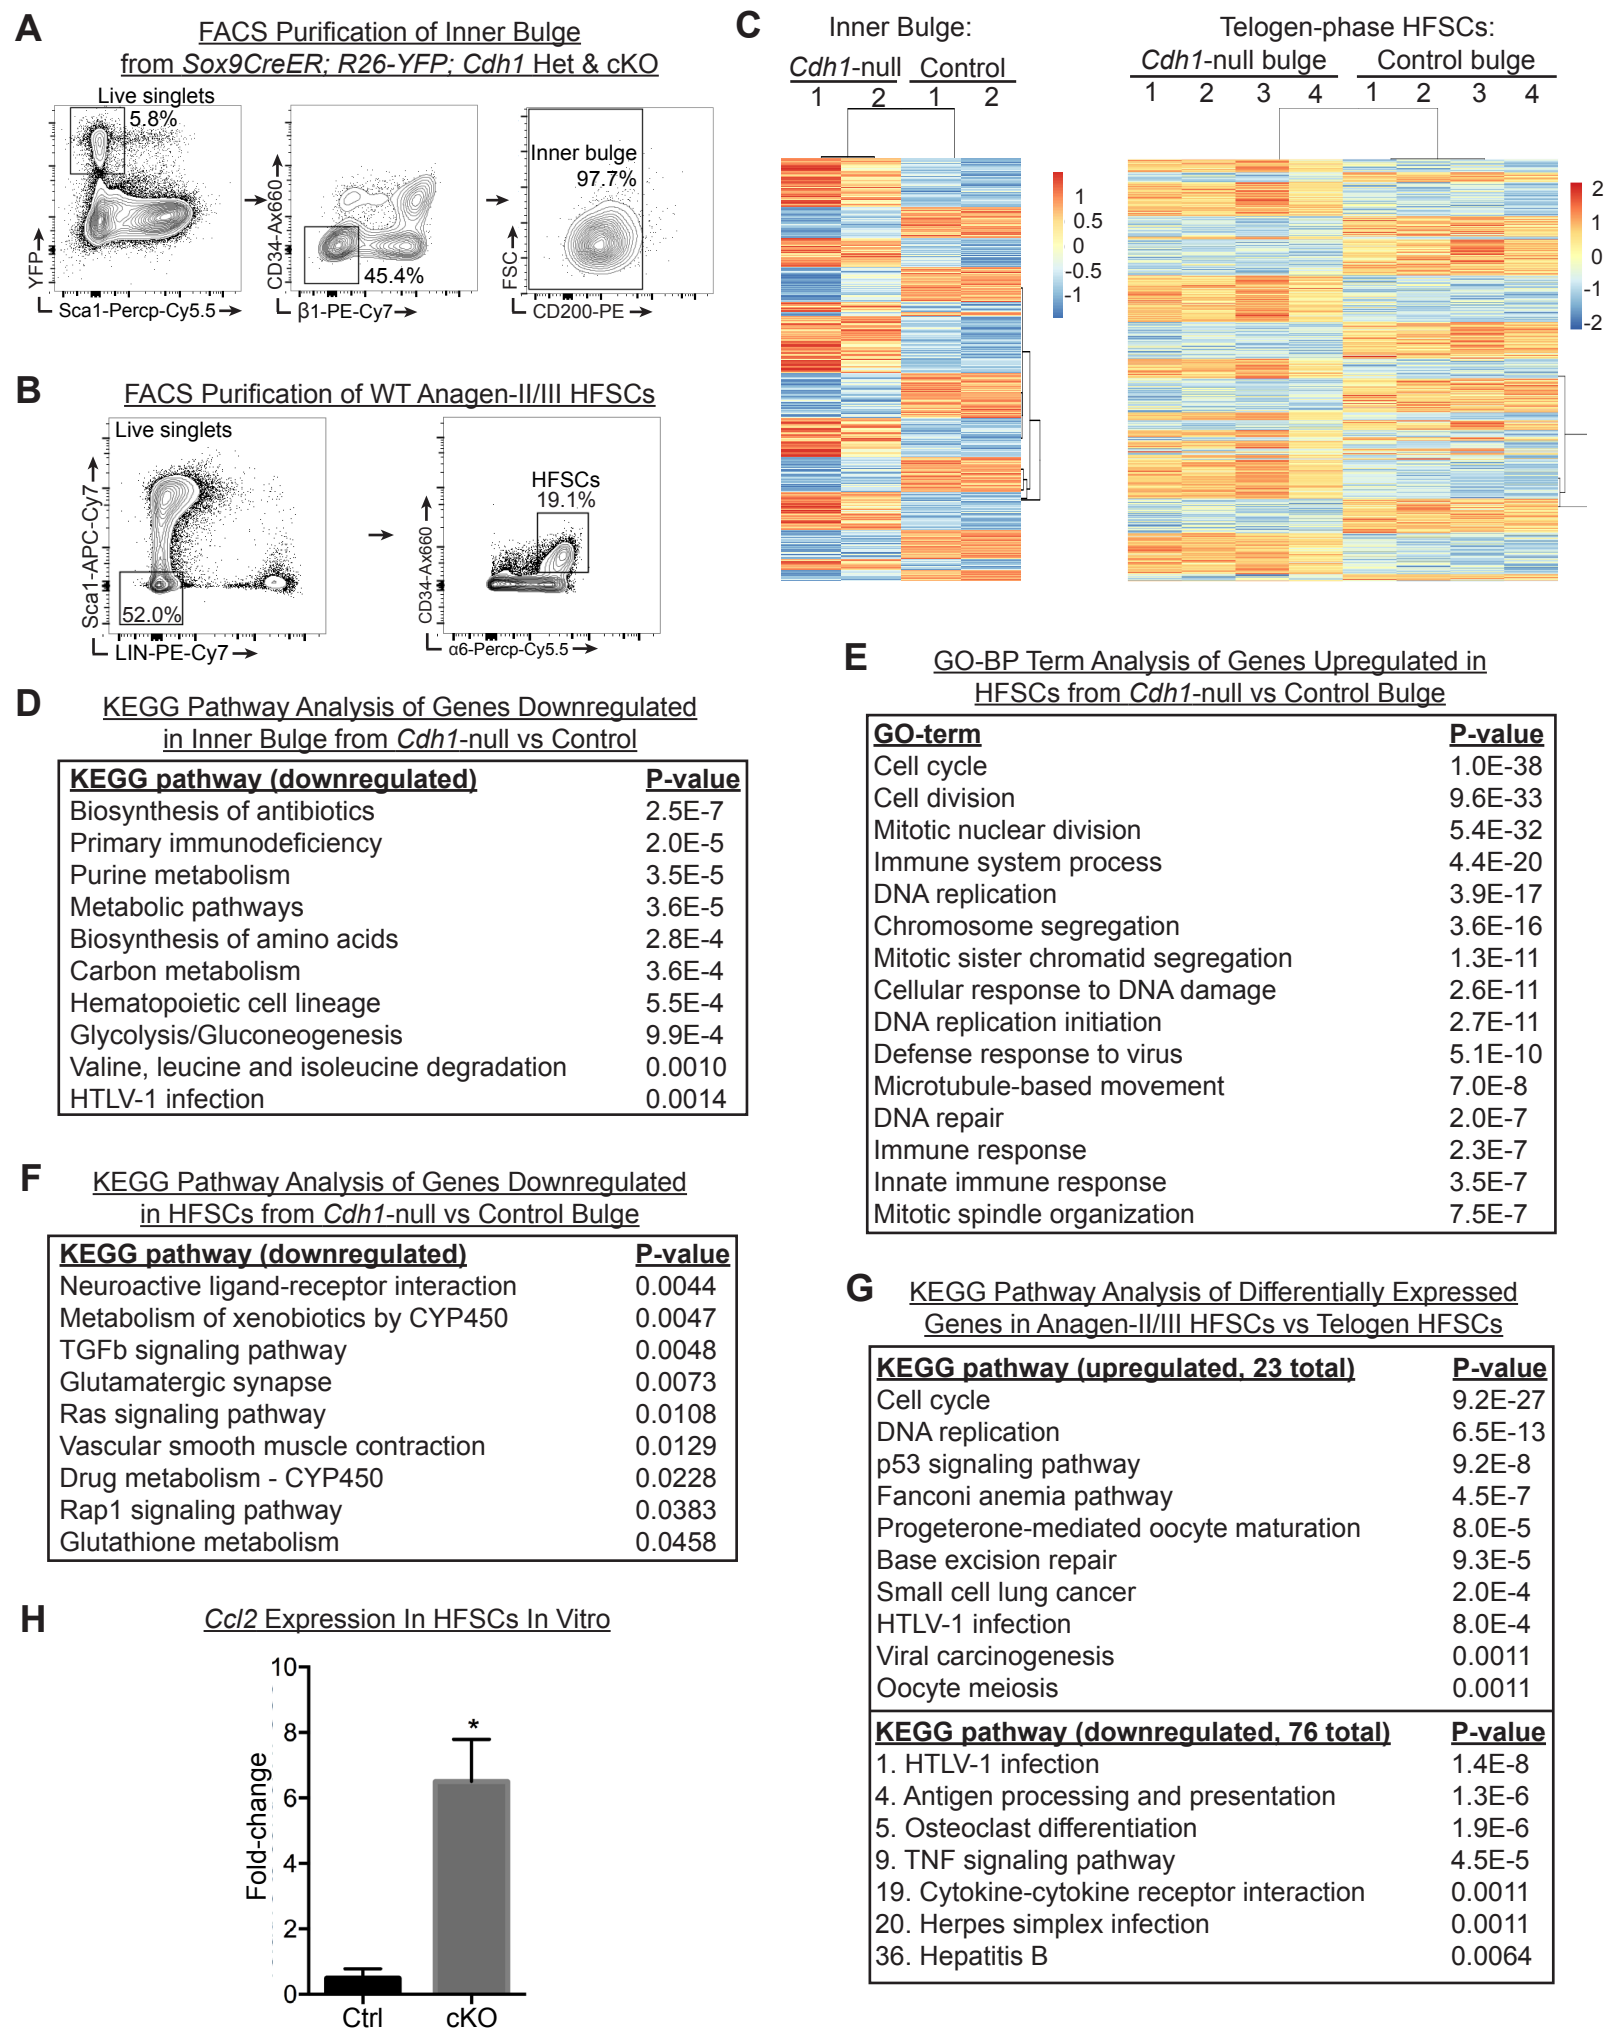 A
FACS Purification of Inner Bulge
from Sox9CreER; R26-YFP; Cdh1 Het & cKO
Live singlets
5.8%
YFP
Sca1-Percp-Cy5.5
CD34-Ax660
45.4%
β1-PE-Cy7
Inner bulge
97.7%
FSC
CD200-PE
B
FACS Purification of WT Anagen-II/III HFSCs
Live singlets
Sca1-APC-Cy7
52.0%
LIN-PE-Cy7
HFSCs
19.1%
CD34-Ax660
α6-Percp-Cy5.5
C
Inner Bulge:
Cdh1-null Control
1 2 1 2
1
0.5
0
-0.5
-1
Telogen-phase HFSCs:
Cdh1-null bulge Control bulge
1 2 3 4 1 2 3 4
2
1
0
-1
-2
D
KEGG Pathway Analysis of Genes Downregulated
in Inner Bulge from Cdh1-null vs Control
KEGG pathway (downregulated) P-value
Biosynthesis of antibiotics 2.5E-7
Primary immunodeficiency 2.0E-5
Purine metabolism 3.5E-5
Metabolic pathways 3.6E-5
Biosynthesis of amino acids 2.8E-4
Carbon metabolism 3.6E-4
Hematopoietic cell lineage 5.5E-4
Glycolysis/Gluconeogenesis 9.9E-4
Valine, leucine and isoleucine degradation 0.0010
HTLV-1 infection 0.0014
E
GO-BP Term Analysis of Genes Upregulated in
HFSCs from Cdh1-null vs Control Bulge
GO-term P-value
Cell cycle 1.0E-38
Cell division 9.6E-33
Mitotic nuclear division 5.4E-32
Immune system process 4.4E-20
DNA replication 3.9E-17
Chromosome segregation 3.6E-16
Mitotic sister chromatid segregation 1.3E-11
Cellular response to DNA damage 2.6E-11
DNA replication initiation 2.7E-11
Defense response to virus 5.1E-10
Microtubule-based movement 7.0E-8
DNA repair 2.0E-7
Immune response 2.3E-7
Innate immune response 3.5E-7
Mitotic spindle organization 7.5E-7
F
KEGG Pathway Analysis of Genes Downregulated
in HFSCs from Cdh1-null vs Control Bulge
KEGG pathway (downregulated) P-value
Neuroactive ligand-receptor interaction 0.0044
Metabolism of xenobiotics by CYP450 0.0047
TGFb signaling pathway 0.0048
Glutamatergic synapse 0.0073
Ras signaling pathway 0.0108
Vascular smooth muscle contraction 0.0129
Drug metabolism - CYP450 0.0228
Rap1 signaling pathway 0.0383
Glutathione metabolism 0.0458
G
KEGG Pathway Analysis of Differentially Expressed
Genes in Anagen-II/III HFSCs vs Telogen HFSCs
KEGG pathway (upregulated, 23 total) P-value
Cell cycle 9.2E-27
DNA replication 6.5E-13
p53 signaling pathway 9.2E-8
Fanconi anemia pathway 4.5E-7
Progeterone-mediated oocyte maturation 8.0E-5
Base excision repair 9.3E-5
Small cell lung cancer 2.0E-4
HTLV-1 infection 8.0E-4
Viral carcinogenesis 0.0011
Oocyte meiosis 0.0011
KEGG pathway (downregulated, 76 total) P-value
1. HTLV-1 infection 1.4E-8
4. Antigen processing and presentation 1.3E-6
5. Osteoclast differentiation 1.9E-6
9. TNF signaling pathway 4.5E-5
19. Cytokine-cytokine receptor interaction 0.0011
20. Herpes simplex infection 0.0011
36. Hepatitis B 0.0064
H
Ccl2 Expression In HFSCs In Vitro
Fold-change
10
8
6
4
2
0
*
Ctrl cKO